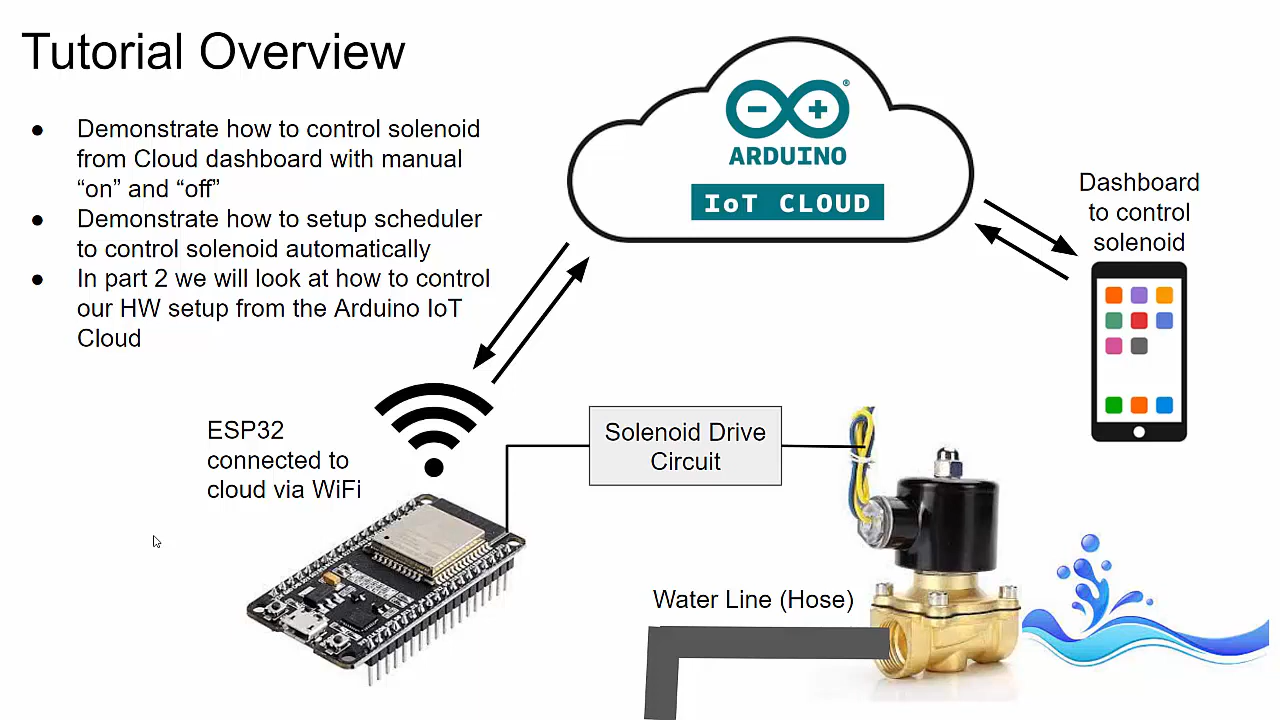 Tutorial Overview
● Demonstrate how to control solenoid
from Cloud dashboard with manual
“on” and “off”
● Demonstrate how to setup scheduler
to control solenoid automatically
● In part 2 we will look at how to control
our HW setup from the Arduino IoT
Cloud
®
ARDUINO
IoT CLOUD
Dashboard
to control
solenoid
ESP32
connected to
cloud via WiFi
Solenoid Drive
Circuit
Water Line (Hose)